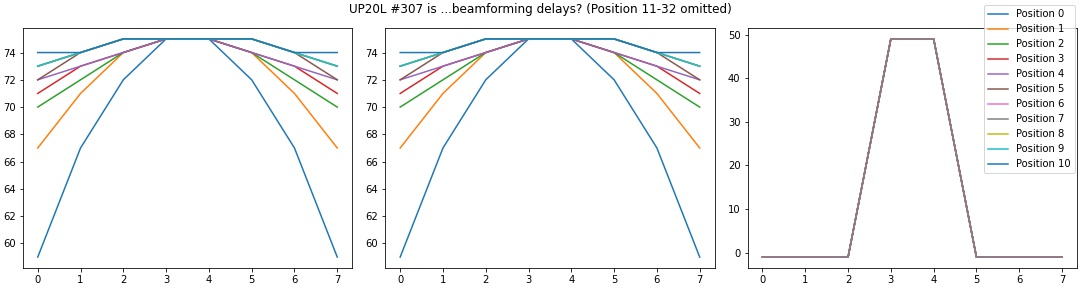 UP20L #307 is ...beamforming delays? (Position 11-32 omitted)
74
72
70
68
66
64
62
60
0 1 2 3 4 5 6 7
74
72
70
68
66
64
62
60
0 1 2 3 4 5 6 7
50
40
30
20
10
0
0 1 2 3 4 5 6 7
Position 0
Position 1
Position 2
Position 3
Position 4
Position 5
Position 6
Position 7
Position 8
Position 9
Position 10